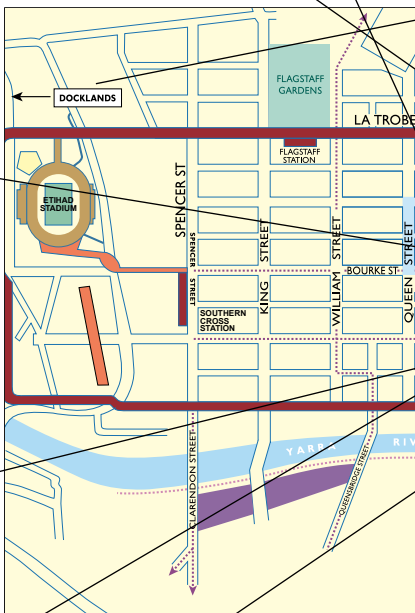 FLAGSTAFF
GARDENS
DOCKLANDS
LA TROBE
FLAGSTAFF
STATION
ETIHAD
STADIUM
SPENCER ST
SPENCER STREET
KING STREET
WILLIAM STREET
QUEEN STREET
BOURKE ST
SOUTHERN
CROSS
STATION
YARRA RIV
CLARENDON STREET
QUEENSBRIDGE STREET